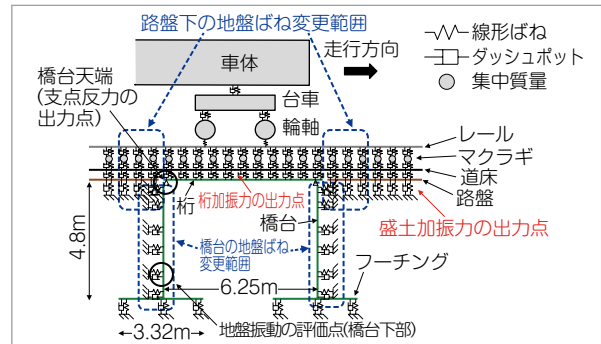 路盤下の地盤ばね変更範囲
線形ばね
車体
走行方向
ダッシュポット
橋台天端
(支点反力の
出力点)
台車
集中質量
輪軸
レール
マクラギ
道床
桁
桁加振力の出力点
路盤
橋台
盛土加振力の出力点
4.8m
橋台の地盤ばね
変更範囲
フーチング
6.25m
3.32m
地盤振動の評価点(橋台下部)